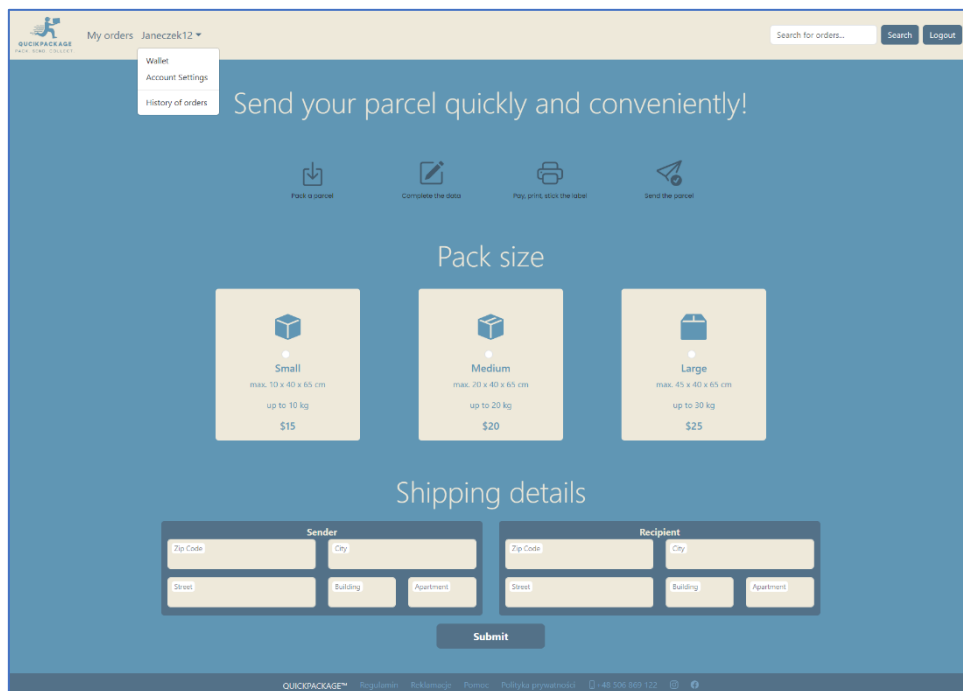 QUCIKPACKAGE
PACK, SEND, COLLECT
My orders Janeczek12
Search for orders... Search Logout
Wallet
Account Settings
History of orders
Send your parcel quickly and conveniently!
Pack a parcel Complete the data Pay, print, stick the label Send the parcel
Pack size
Small Medium Large
max. 10 x 40 x 65 cm max. 20 x 40 x 65 cm max. 45 x 40 x 65 cm
up to 10 kg up to 20 kg up to 30 kg
$15 $20 $25
Shipping details
Sender Recipient
Zip Code City Zip Code City
Street Building Apartment Street Building Apartment
Submit
QUICKPACKAGE™ Regulamin Reklamacje Pomoc Polityka prywatności +48 506 869 122